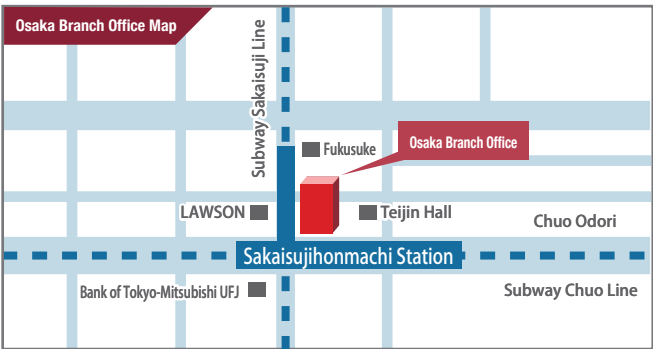 Osaka Branch Office Map
Subway Sakaisuji Line
Fukusuke
Osaka Branch Office
LAWSON
Teijin Hall
Chuo Odori
Sakaisujihonmachi Station
Bank of Tokyo-Mitsubishi UFJ
Subway Chuo Line